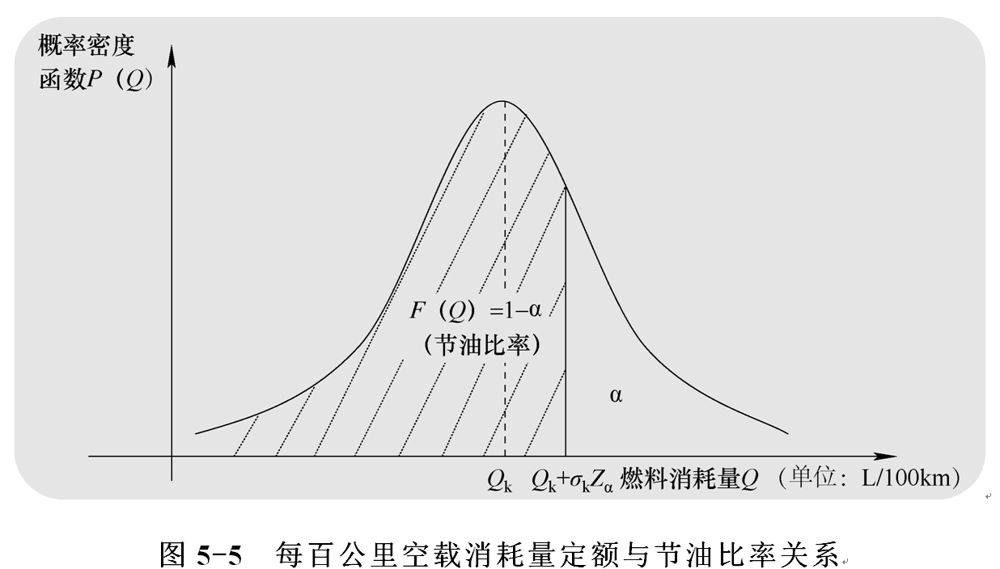 概率密度
函数P（Q）
F（Q）=1-α
（节油比率）
α
Qk Qk+σkZα 燃料消耗量Q（单位：L/100km）
图 5-5 每百公里空载消耗量定额与节油比率关系